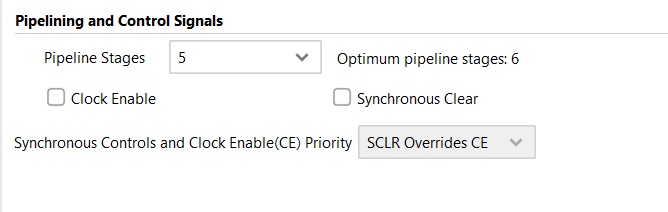 Pipelining and Control Signals
Pipeline Stages 5 Optimum pipeline stages: 6
Clock Enable Synchronous Clear
Synchronous Controls and Clock Enable(CE) Priority SCLR Overrides CE